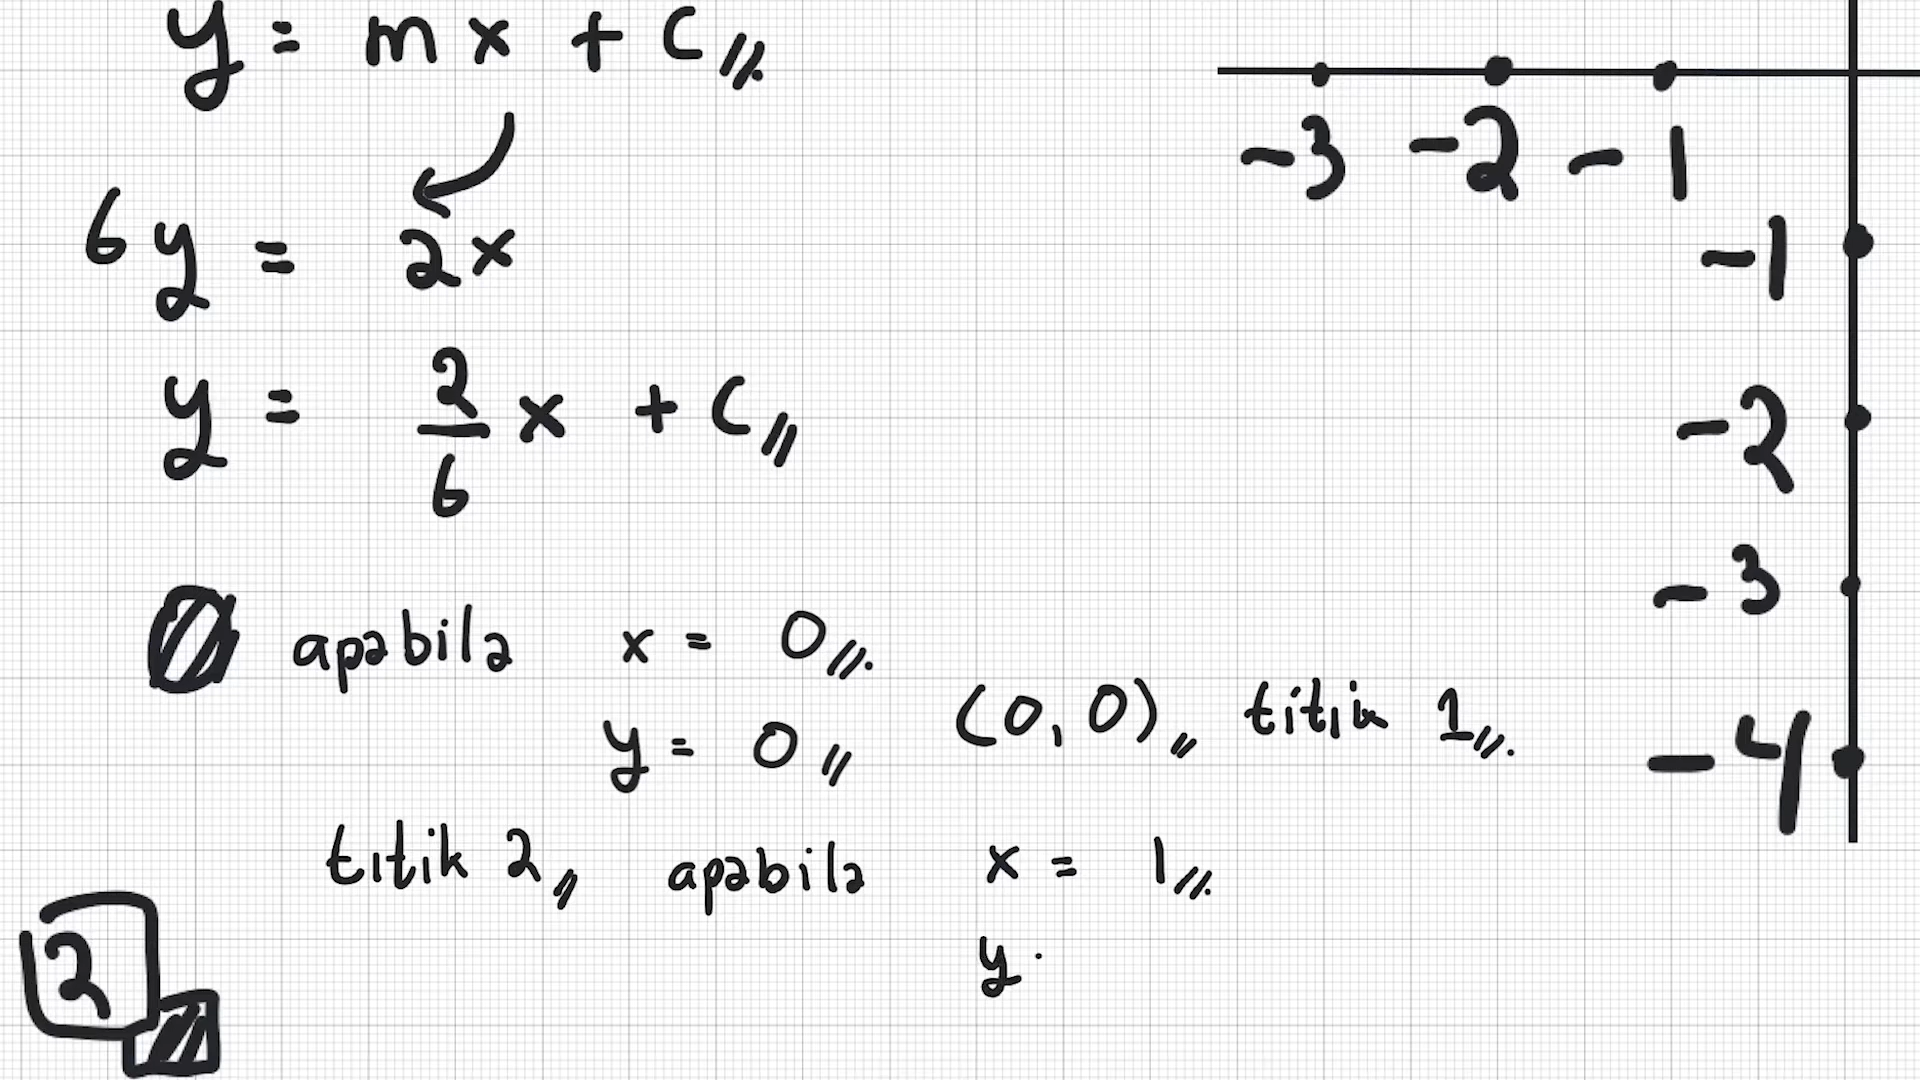 y = mx + c
6y = 2x
y = 2/6 x + c
apabila x = 0
y = 0
(0, 0) titik 1
titik 2, apabila x = 1
y
2
-3 -2 -1
-1
-2
-3
-4